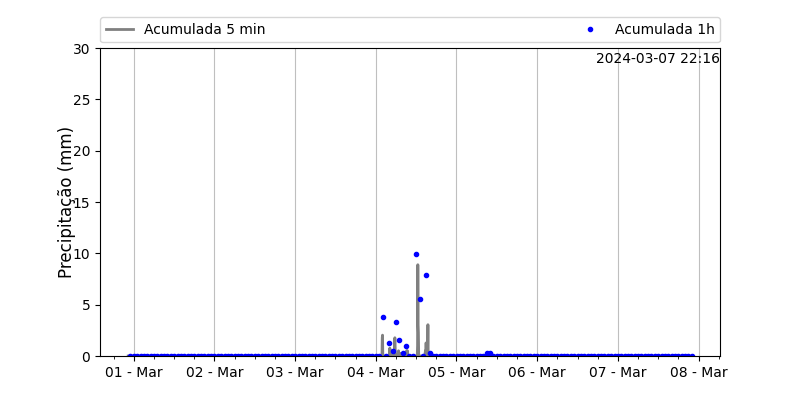 Acumulada 5 min
Acumulada 1h
2024-03-07 22:16
Precipitação (mm)
30
25
20
15
10
5
0
01 - Mar
02 - Mar
03 - Mar
04 - Mar
05 - Mar
06 - Mar
07 - Mar
08 - Mar